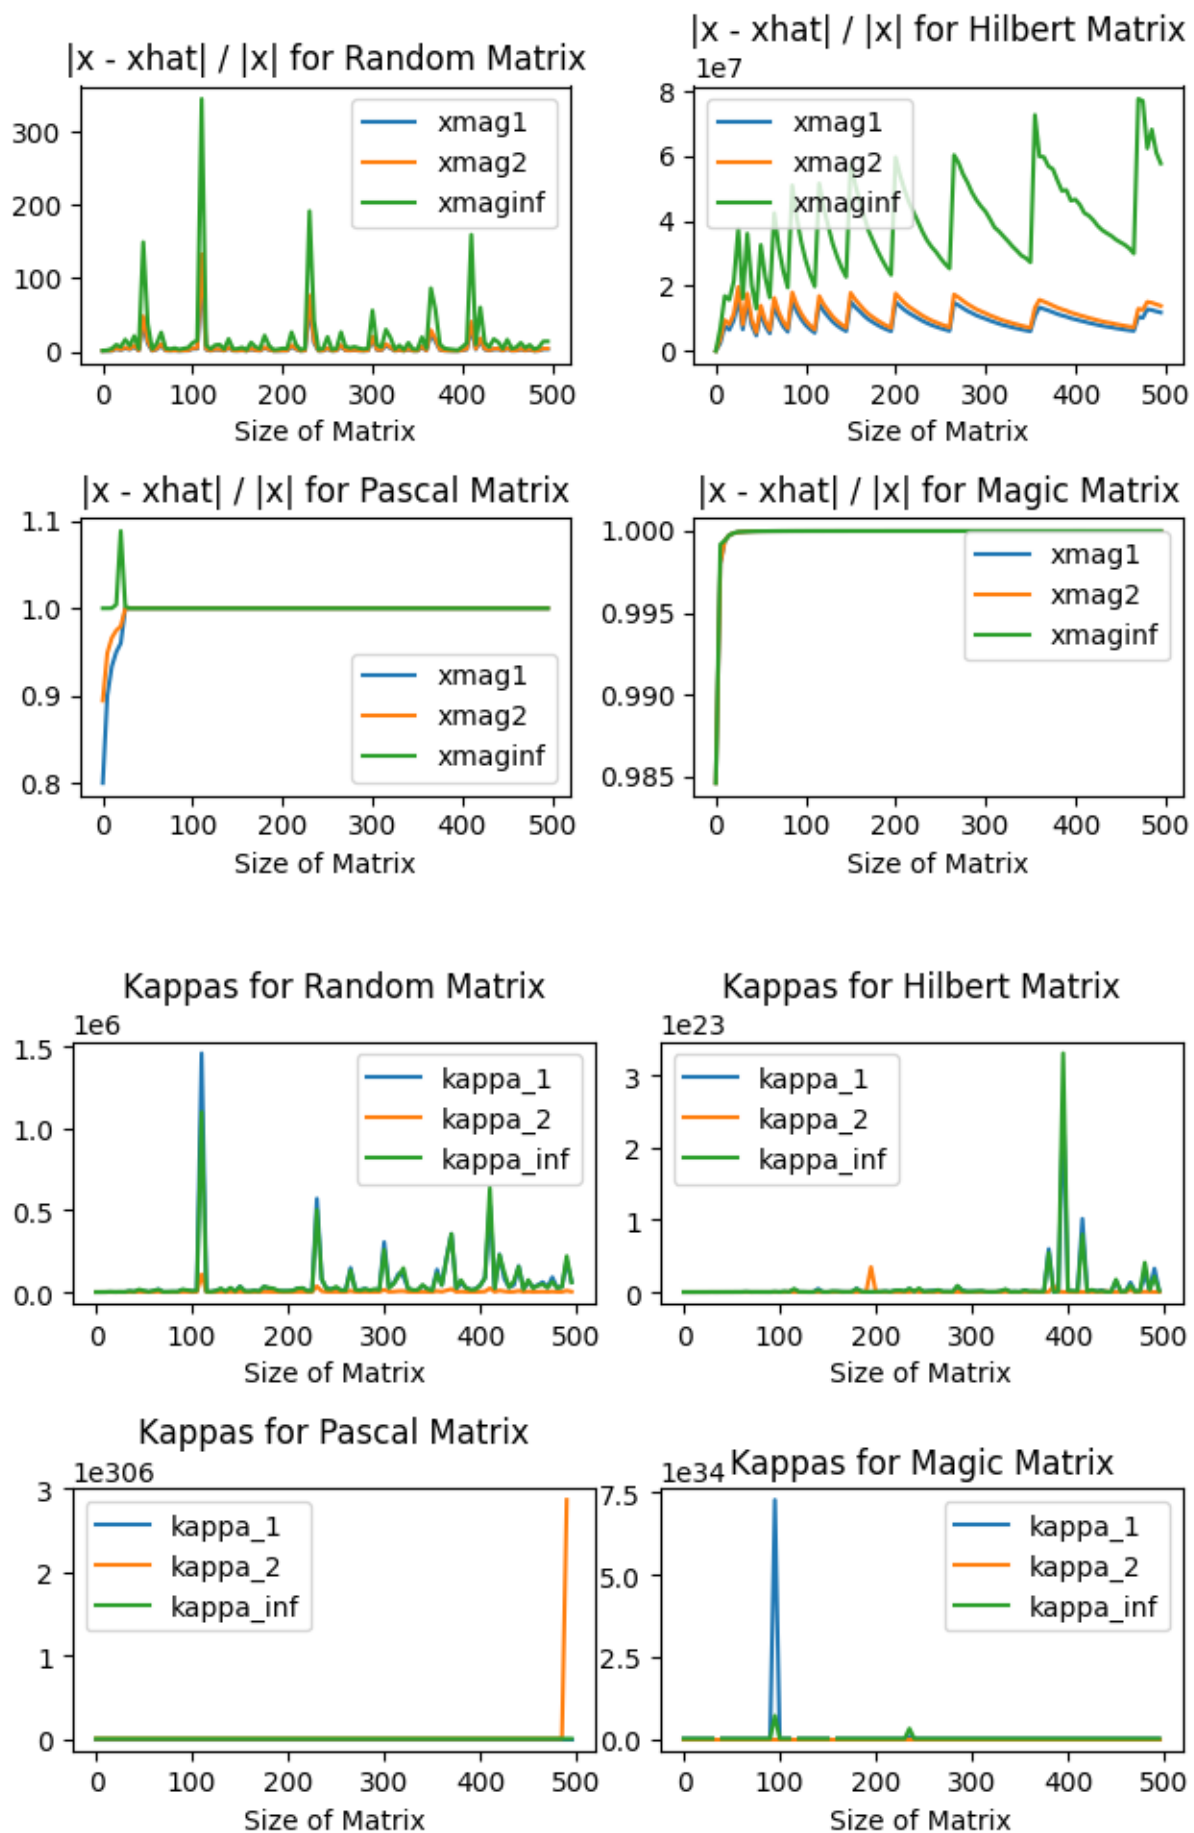 |x - xhat| / |x| for Random Matrix
300
200
100
0
xmag1
xmag2
xmaginf
0 100 200 300 400 500
Size of Matrix
|x - xhat| / |x| for Hilbert Matrix
1e7
8
6
4
2
0
xmag1
xmag2
xmaginf
0 100 200 300 400 500
Size of Matrix
|x - xhat| / |x| for Pascal Matrix
1.1
1.0
0.9
0.8
xmag1
xmag2
xmaginf
0 100 200 300 400 500
Size of Matrix
|x - xhat| / |x| for Magic Matrix
1.000
0.995
0.990
0.985
xmag1
xmag2
xmaginf
0 100 200 300 400 500
Size of Matrix
Kappas for Random Matrix
1e6
1.5
1.0
0.5
0.0
kappa_1
kappa_2
kappa_inf
0 100 200 300 400 500
Size of Matrix
Kappas for Hilbert Matrix
1e23
3
2
1
0
kappa_1
kappa_2
kappa_inf
0 100 200 300 400 500
Size of Matrix
Kappas for Pascal Matrix
1e306
3
2
1
0
kappa_1
kappa_2
kappa_inf
0 100 200 300 400 500
Size of Matrix
Kappas for Magic Matrix
1e34
7.5
5.0
2.5
0.0
kappa_1
kappa_2
kappa_inf
0 100 200 300 400 500
Size of Matrix